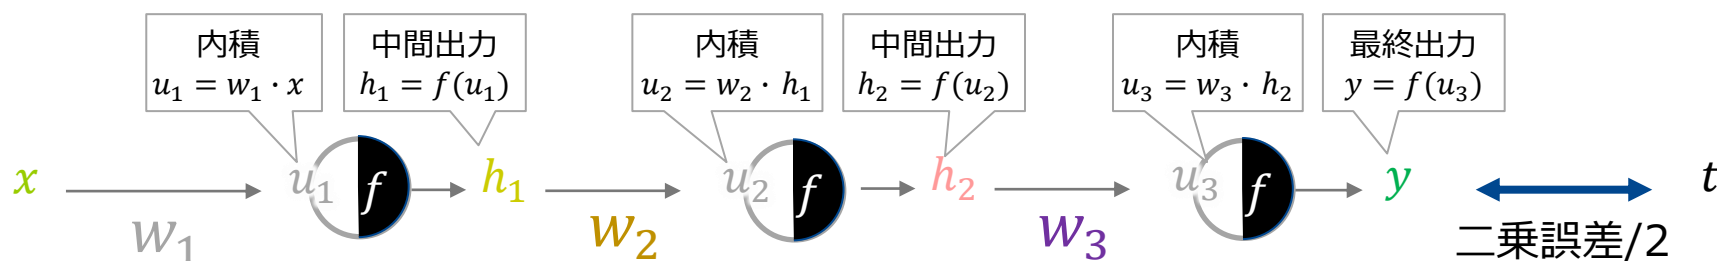 内積
u₁ = w₁ · x
中間出力
h₁ = f(u₁)
内積
u₂ = w₂ · h₁
中間出力
h₂ = f(u₂)
内積
u₃ = w₃ · h₂
最終出力
y = f(u₃)
x
w₁
u₁
f
h₁
w₂
u₂
f
h₂
w₃
u₃
f
y
t
二乗誤差/2